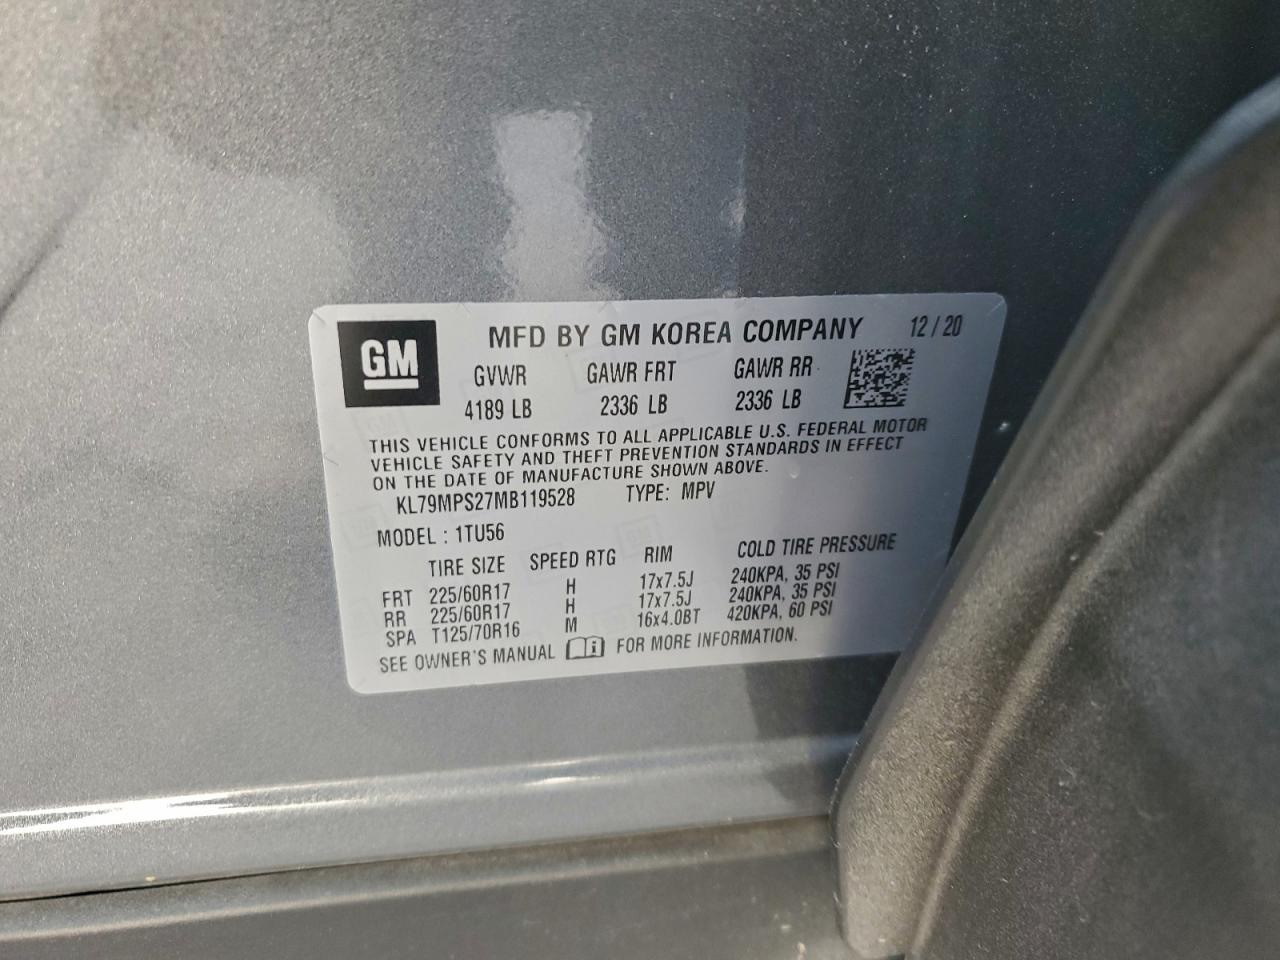 GM
MFD BY GM KOREA COMPANY 12 / 20
GVWR GAWR FRT GAWR RR
4189 LB 2336 LB 2336 LB
THIS VEHICLE CONFORMS TO ALL APPLICABLE U.S. FEDERAL MOTOR
VEHICLE SAFETY AND THEFT PREVENTION STANDARDS IN EFFECT
ON THE DATE OF MANUFACTURE SHOWN ABOVE.
KL79MPS27MB119528 TYPE: MPV
MODEL : 1TU56
TIRE SIZE SPEED RTG RIM COLD TIRE PRESSURE
FRT 225/60R17 H 17x7.5J 240KPA, 35 PSI
RR 225/60R17 H 17x7.5J 240KPA, 35 PSI
SPA T125/70R16 M 16x4.0BT 420KPA, 60 PSI
SEE OWNER'S MANUAL i FOR MORE INFORMATION.